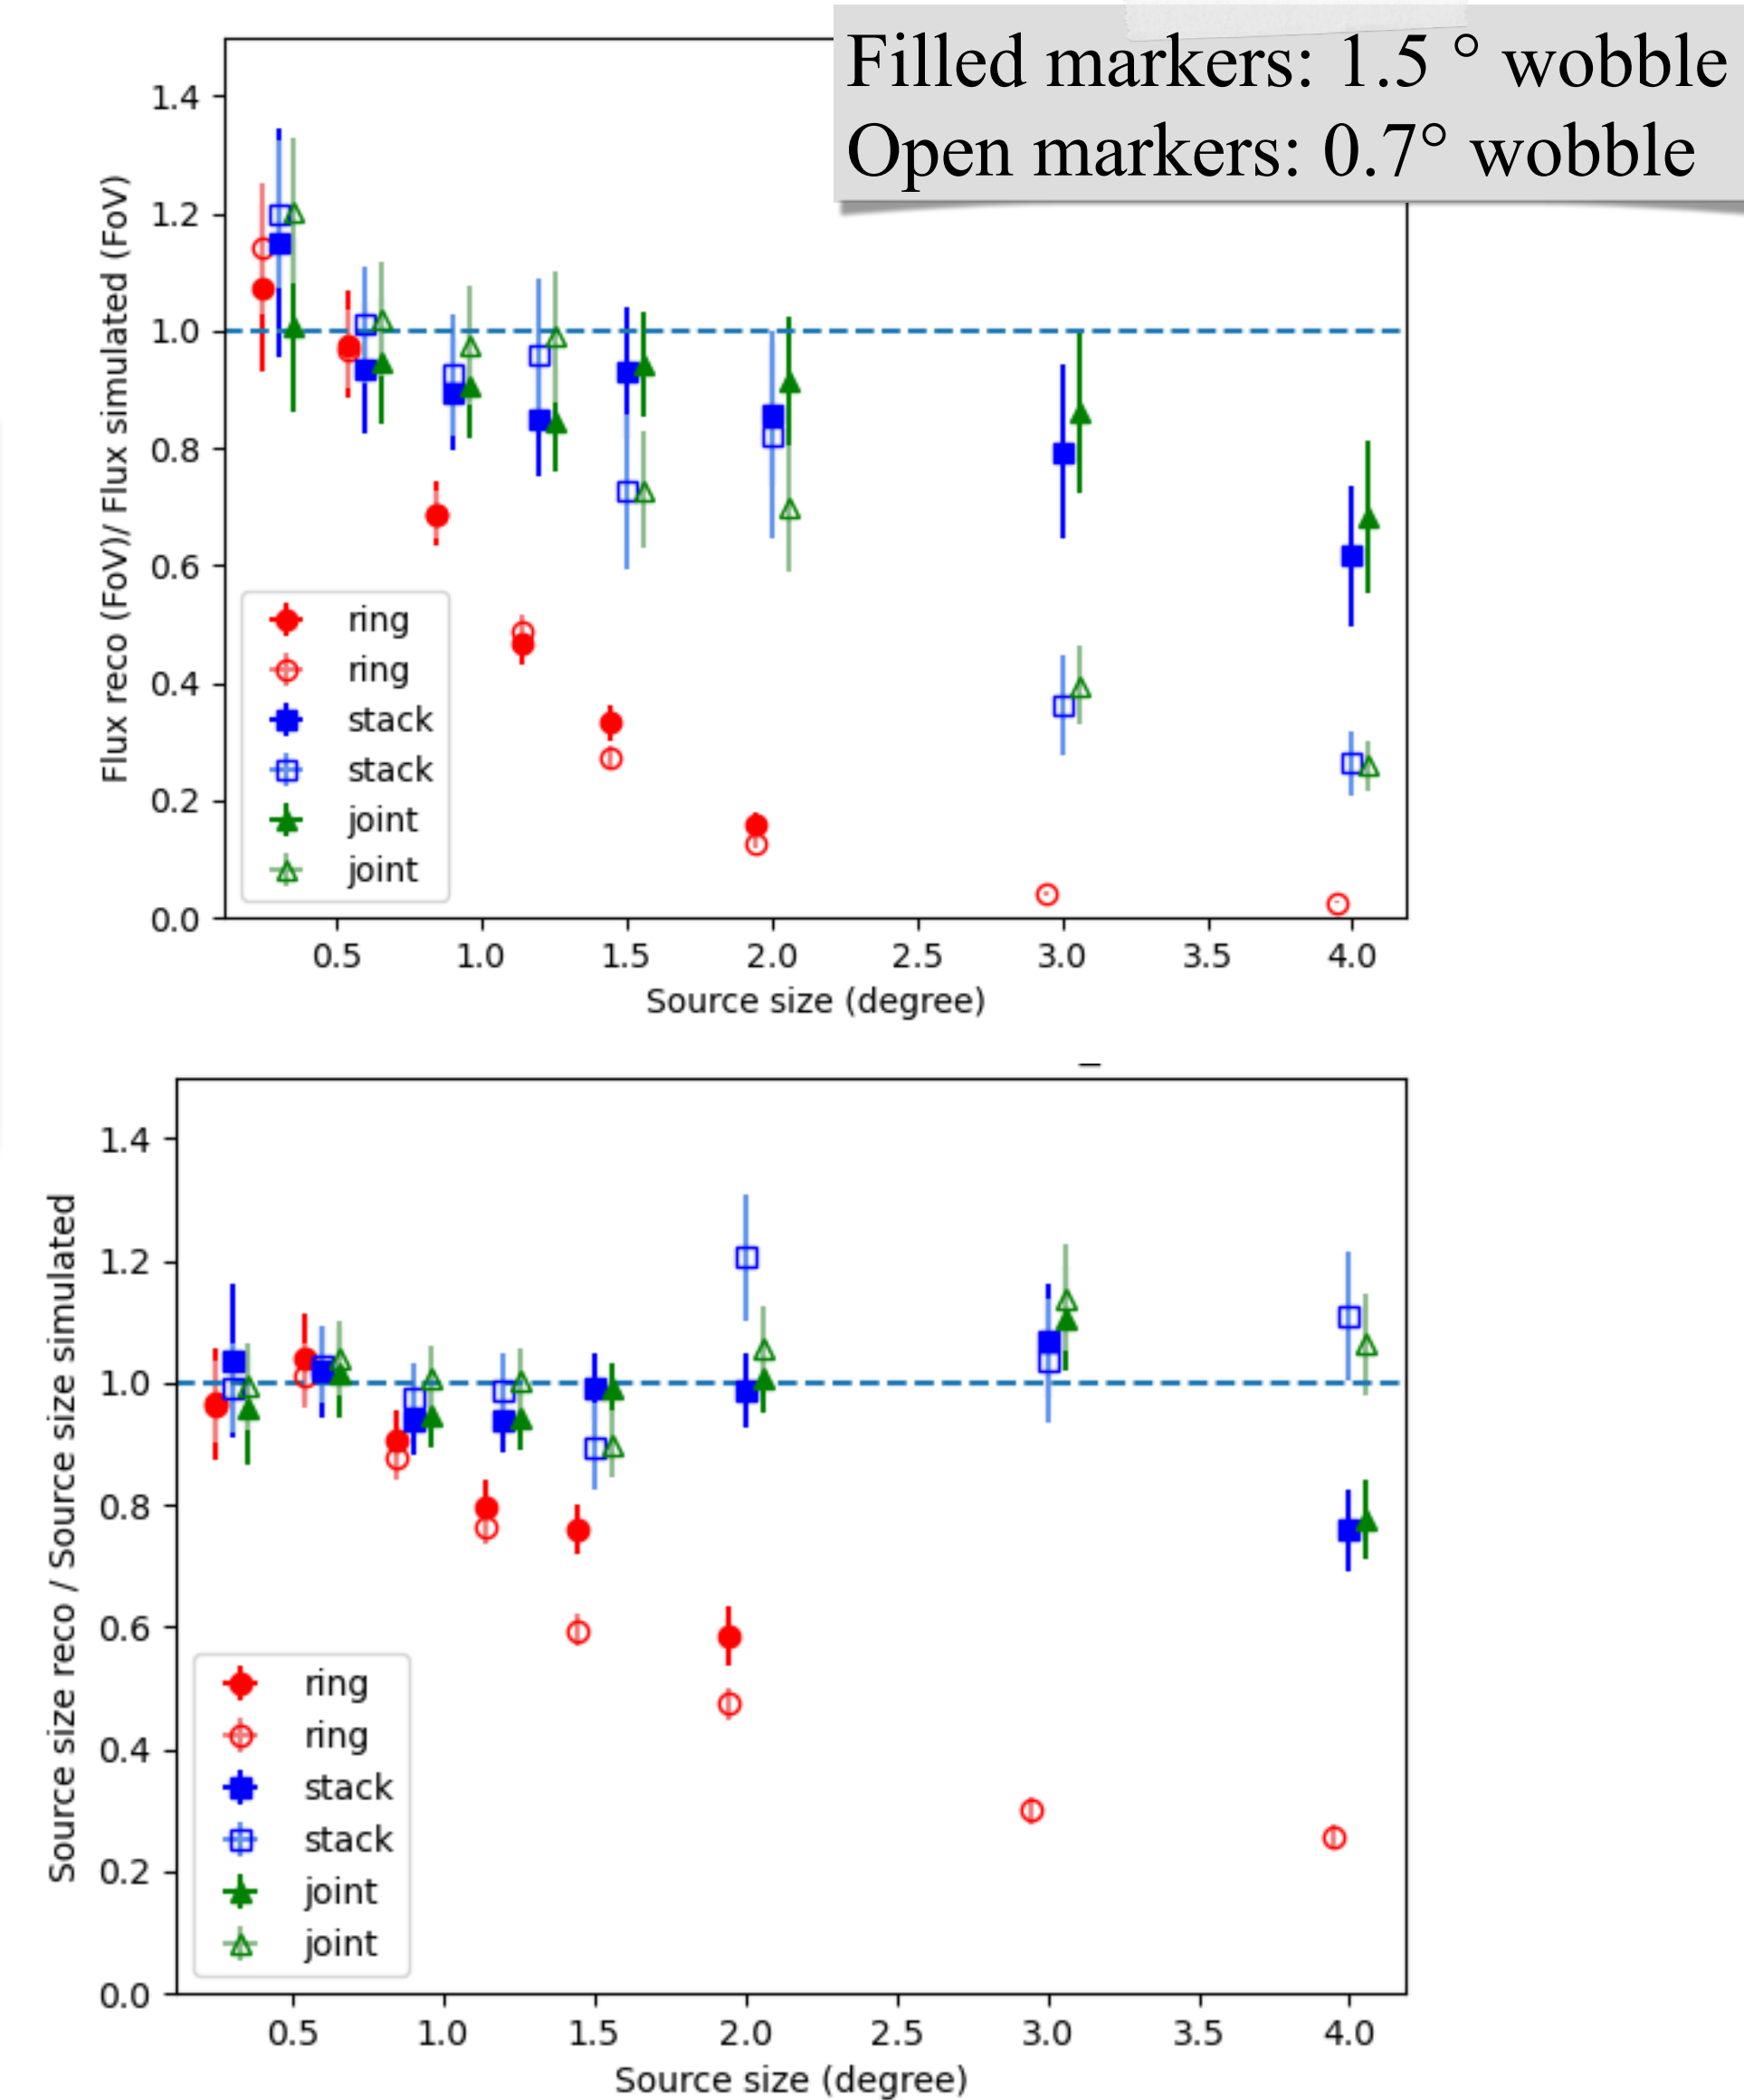 Filled markers: 1.5 ° wobble
Open markers: 0.7° wobble
Flux reco (FoV)/ Flux simulated (FoV)
1.4
1.2
1.0
0.8
0.6
0.4
0.2
0.0
ring
ring
stack
stack
joint
joint
0.5 1.0 1.5 2.0 2.5 3.0 3.5 4.0
Source size (degree)
Source size reco / Source size simulated
1.4
1.2
1.0
0.8
0.6
0.4
0.2
0.0
ring
ring
stack
stack
joint
joint
0.5 1.0 1.5 2.0 2.5 3.0 3.5 4.0
Source size (degree)